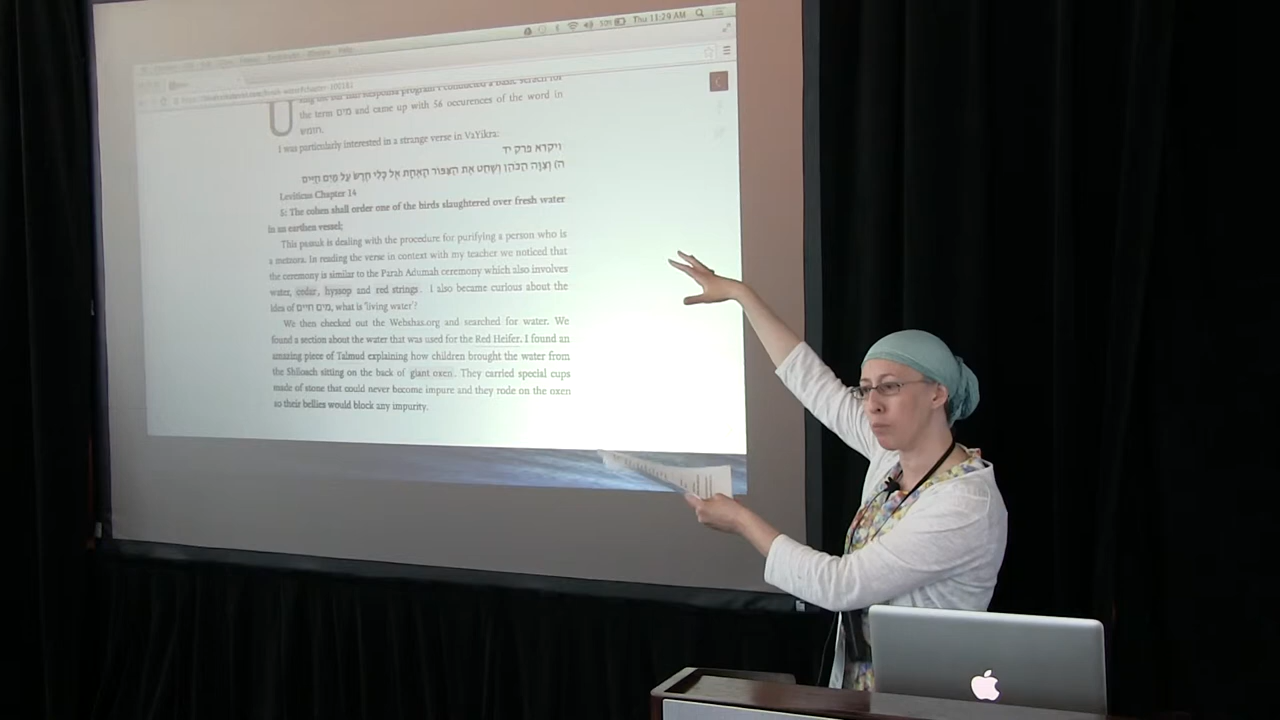 Thu 11:29 AM
the term מים and came up with 56 occurences of the word in
U
חומש.
I was particularly interested in a strange verse in VaYikra:
ויקרא פרק יד
ה) וְצִוָּה הַכֹּהֵן וְשָׁחַט אֶת הַצִּפּוֹר הָאֶחָת אֶל כְּלִי חֶרֶשׂ עַל מַיִם חַיִּים
Leviticus Chapter 14
5: The cohen shall order one of the birds slaughtered over fresh water
in an earthen vessel;
This passuk is dealing with the procedure for purifying a person who is
a metzora. In reading the verse in context with my teacher we noticed that
the ceremony is similar to the Parah Adumah ceremony which also involves
water, cedar, hyssop and red strings. I also became curious about the
idea of מים חיים, what is 'living water'?
We then checked out the Webshas.org and searched for water. We
found a section about the water that was used for the Red Heifer. I found an
amazing piece of Talmud explaining how children brought the water from
the Shiloach sitting on the back of giant oxen. They carried special cups
made of stone that could never become impure and they rode on the oxen
so their bellies would block any impurity.